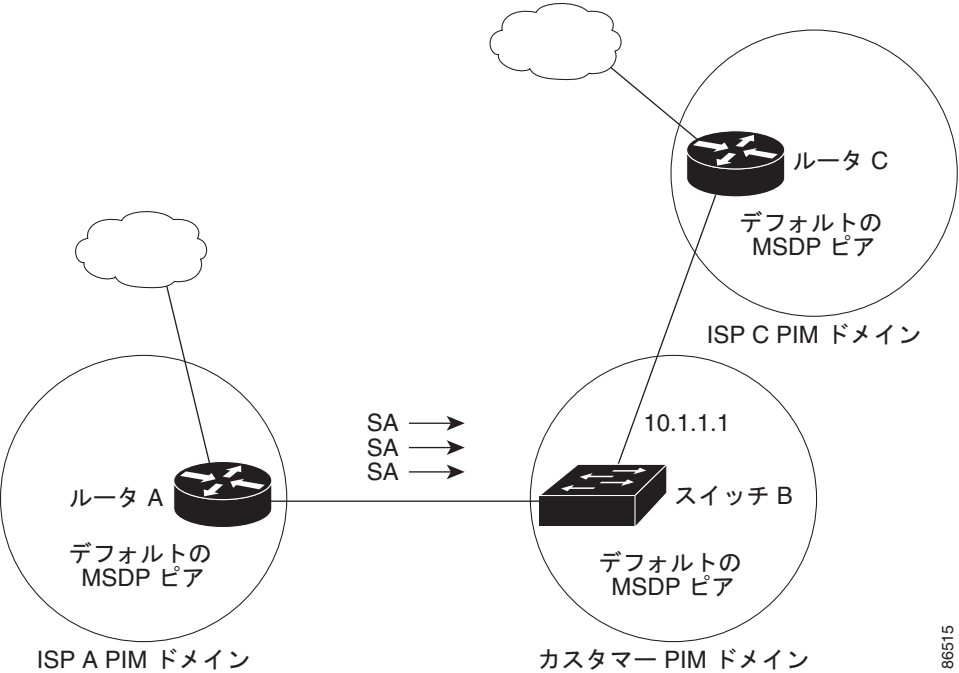 ルータ C
デフォルトの
MSDP ピア
ISP C PIM ドメイン
SA
SA
SA
10.1.1.1
ルータ A
スイッチ B
デフォルトの
MSDP ピア
デフォルトの
MSDP ピア
ISP A PIM ドメイン
カスタマー PIM ドメイン
86515